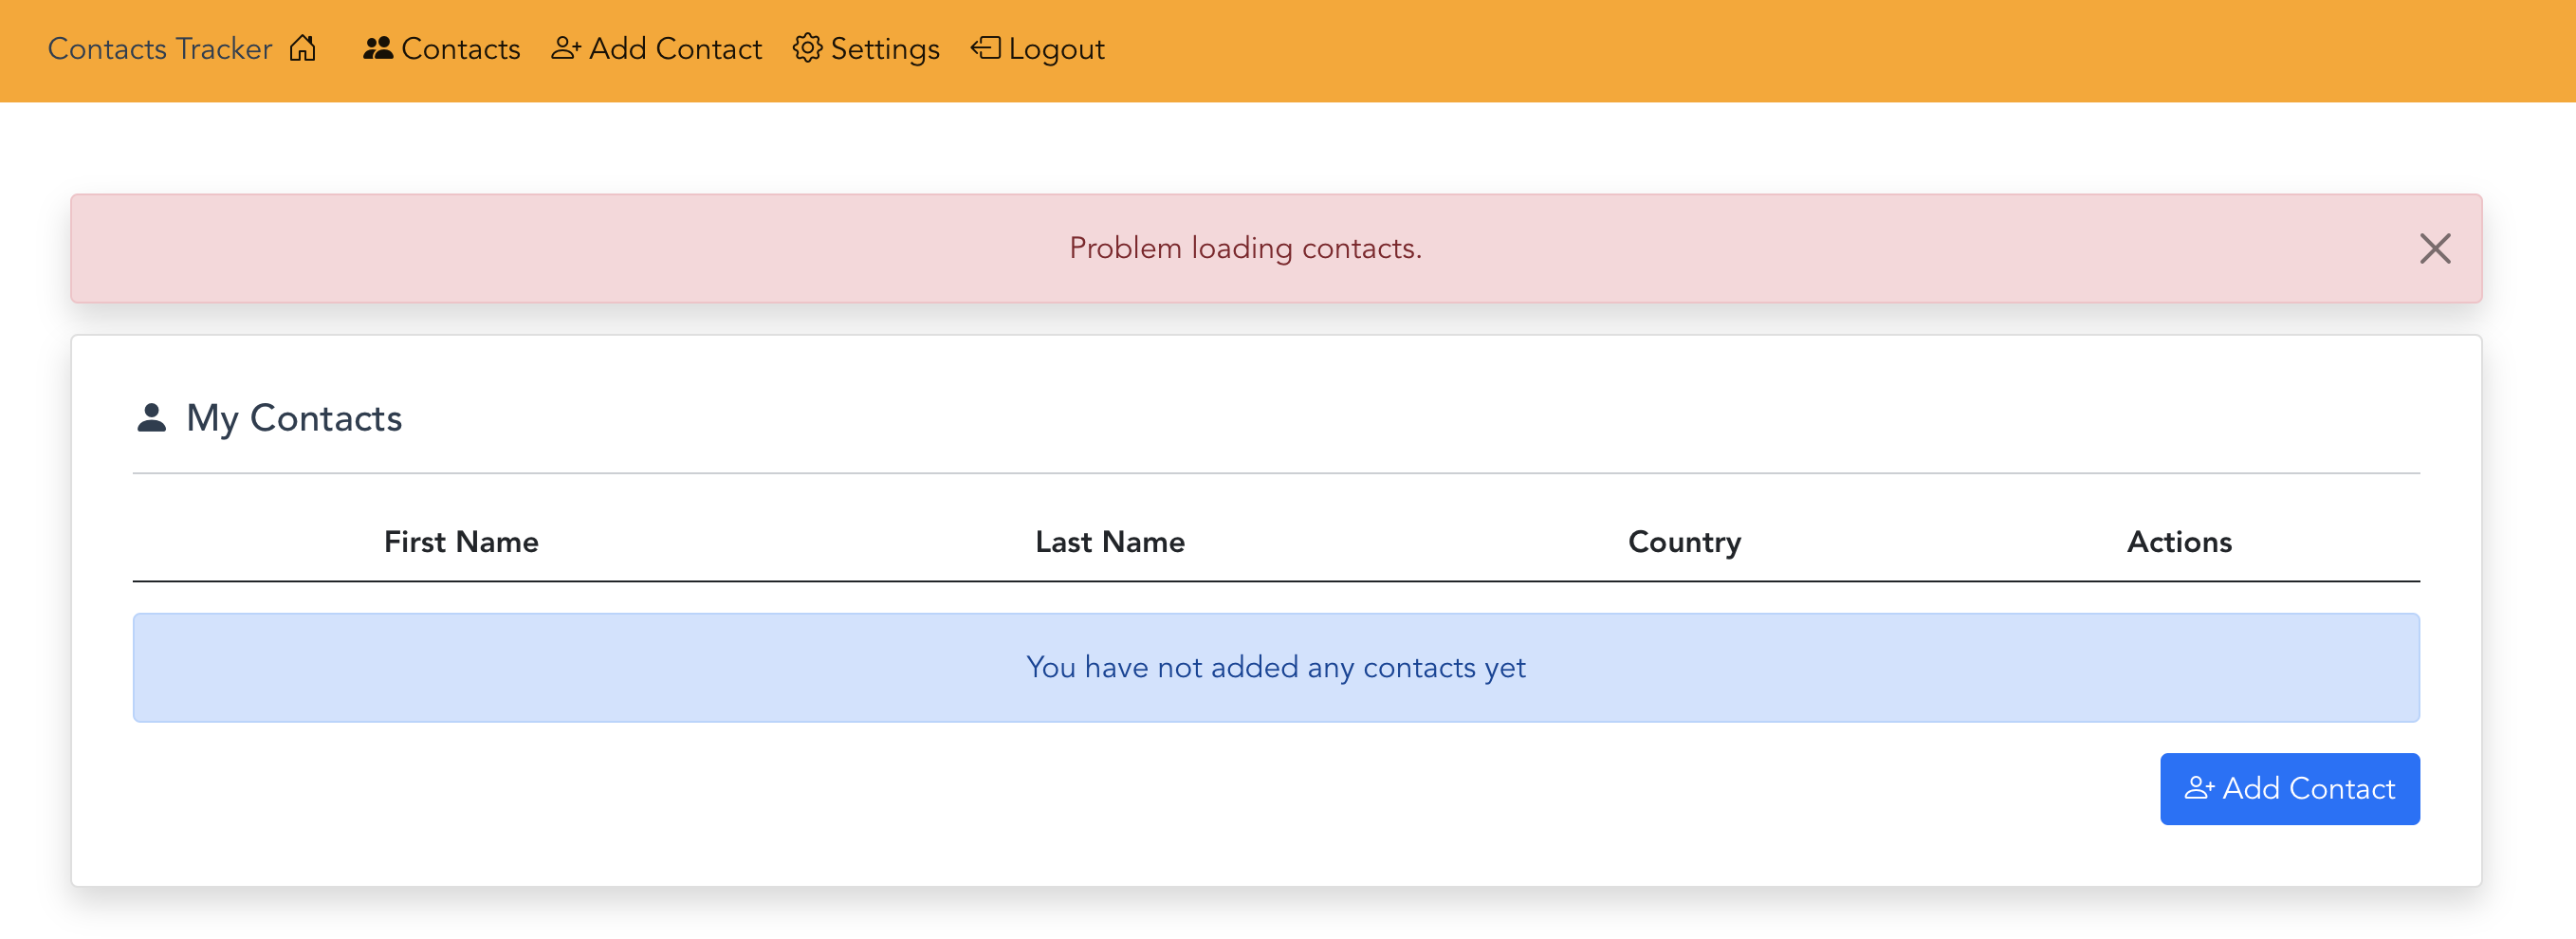 Contacts Tracker Contacts Add Contact Settings Logout
Problem loading contacts.
My Contacts
First Name Last Name Country Actions
You have not added any contacts yet
Add Contact